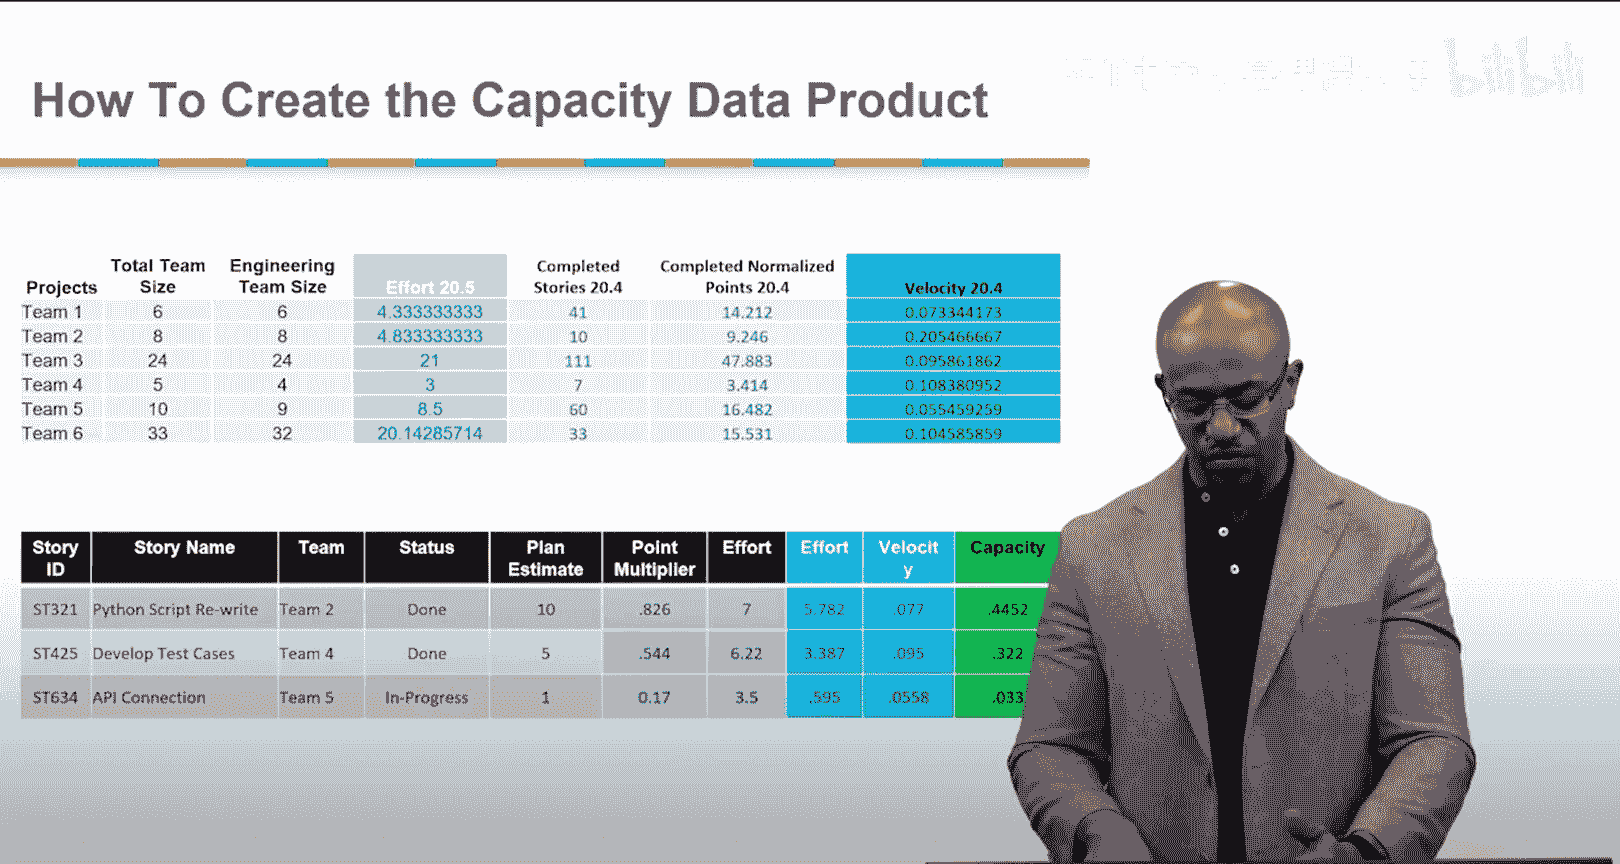 How To Create the Capacity Data Product
bilibili
Projects Total Team Size Engineering Team Size Effort 20.5 Completed Stories 20.4 Completed Normalized Points 20.4 Velocity 20.4
Team 1 6 6 4.333333333 41 14.212 0.073344173
Team 2 8 8 4.833333333 10 9.246 0.205466667
Team 3 24 24 21 111 47.883 0.095861862
Team 4 5 4 3 7 3.414 0.108380952
Team 5 10 9 8.5 60 16.482 0.055459259
Team 6 33 32 20.14285714 33 15.531 0.104585859
Story ID Story Name Team Status Plan Estimate Point Multiplier Effort Effort Velocity Capacity
ST321 Python Script Re-write Team 2 Done 10 .826 7 5.782 .077 .4452
ST425 Develop Test Cases Team 4 Done 5 .544 6.22 3.387 .095 .322
ST634 API Connection Team 5 In-Progress 1 0.17 3.5 .595 .0558 .033